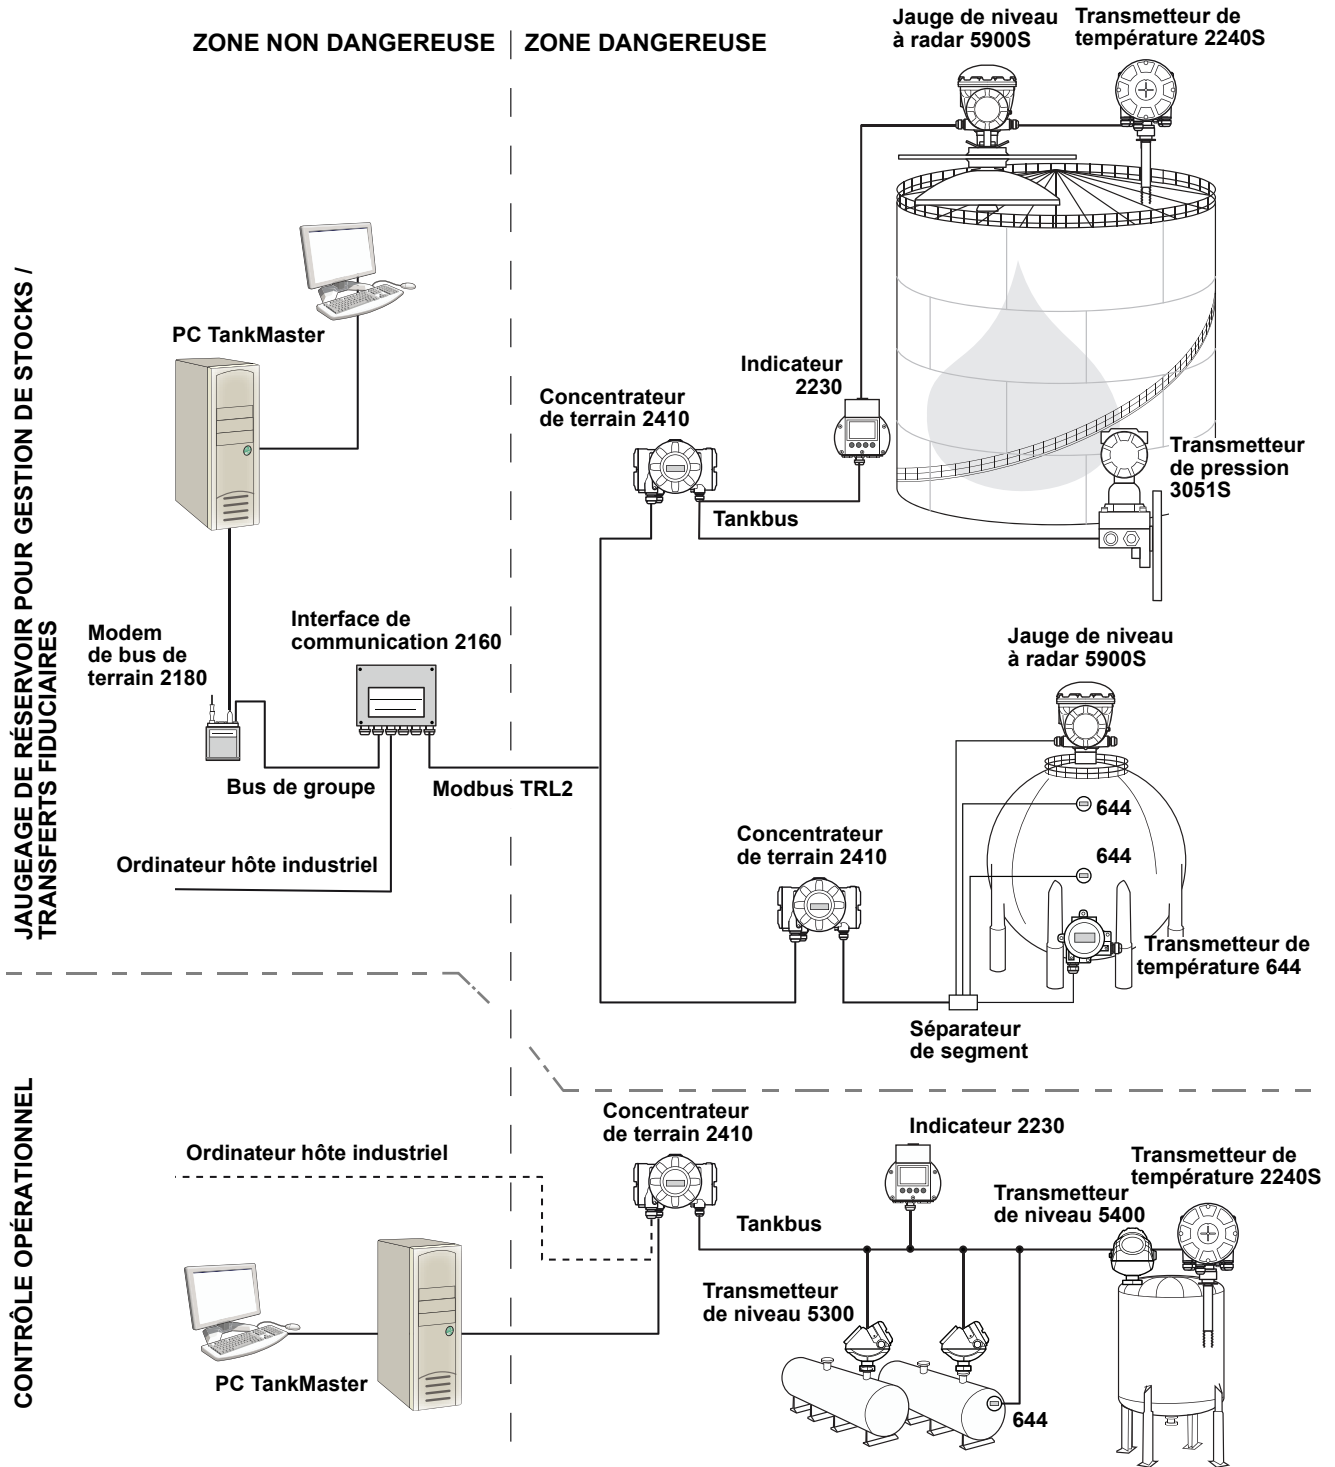 ZONE NON DANGEREUSE
ZONE DANGEREUSE
Jauge de niveau
à radar 5900S
Transmetteur de
température 2240S
JAUGEAGE DE RÉSERVOIR POUR GESTION DE STOCKS /
TRANSFERTS FIDUCIAIRES
PC TankMaster
Indicateur
2230
Concentrateur
de terrain 2410
Transmetteur
de pression
3051S
Tankbus
Modem
de bus de
terrain 2180
Interface de
communication 2160
Jauge de niveau
à radar 5900S
Bus de groupe
Modbus TRL2
644
644
Concentrateur
de terrain 2410
Ordinateur hôte industriel
Transmetteur de
température 644
Séparateur
de segment
CONTRÔLE OPÉRATIONNEL
Concentrateur
de terrain 2410
Indicateur 2230
Ordinateur hôte industriel
Transmetteur de
température 2240S
Transmetteur
de niveau 5400
Tankbus
Transmetteur
de niveau 5300
PC TankMaster
644